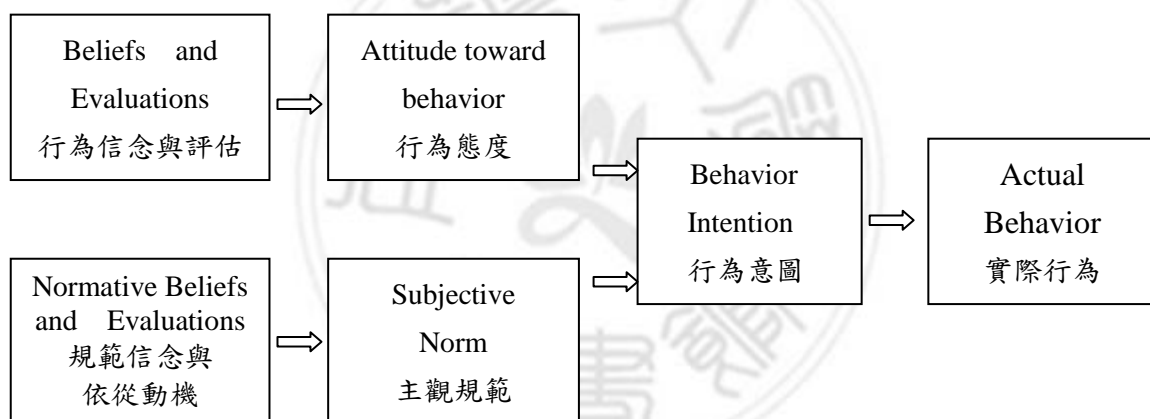 Beliefs and
Evaluations
行為信念與評估
Attitude toward
behavior
行為態度
Behavior
Intention
行為意圖
Actual
Behavior
實際行為
Normative Beliefs
and Evaluations
規範信念與
依從動機
Subjective
Norm
主觀規範